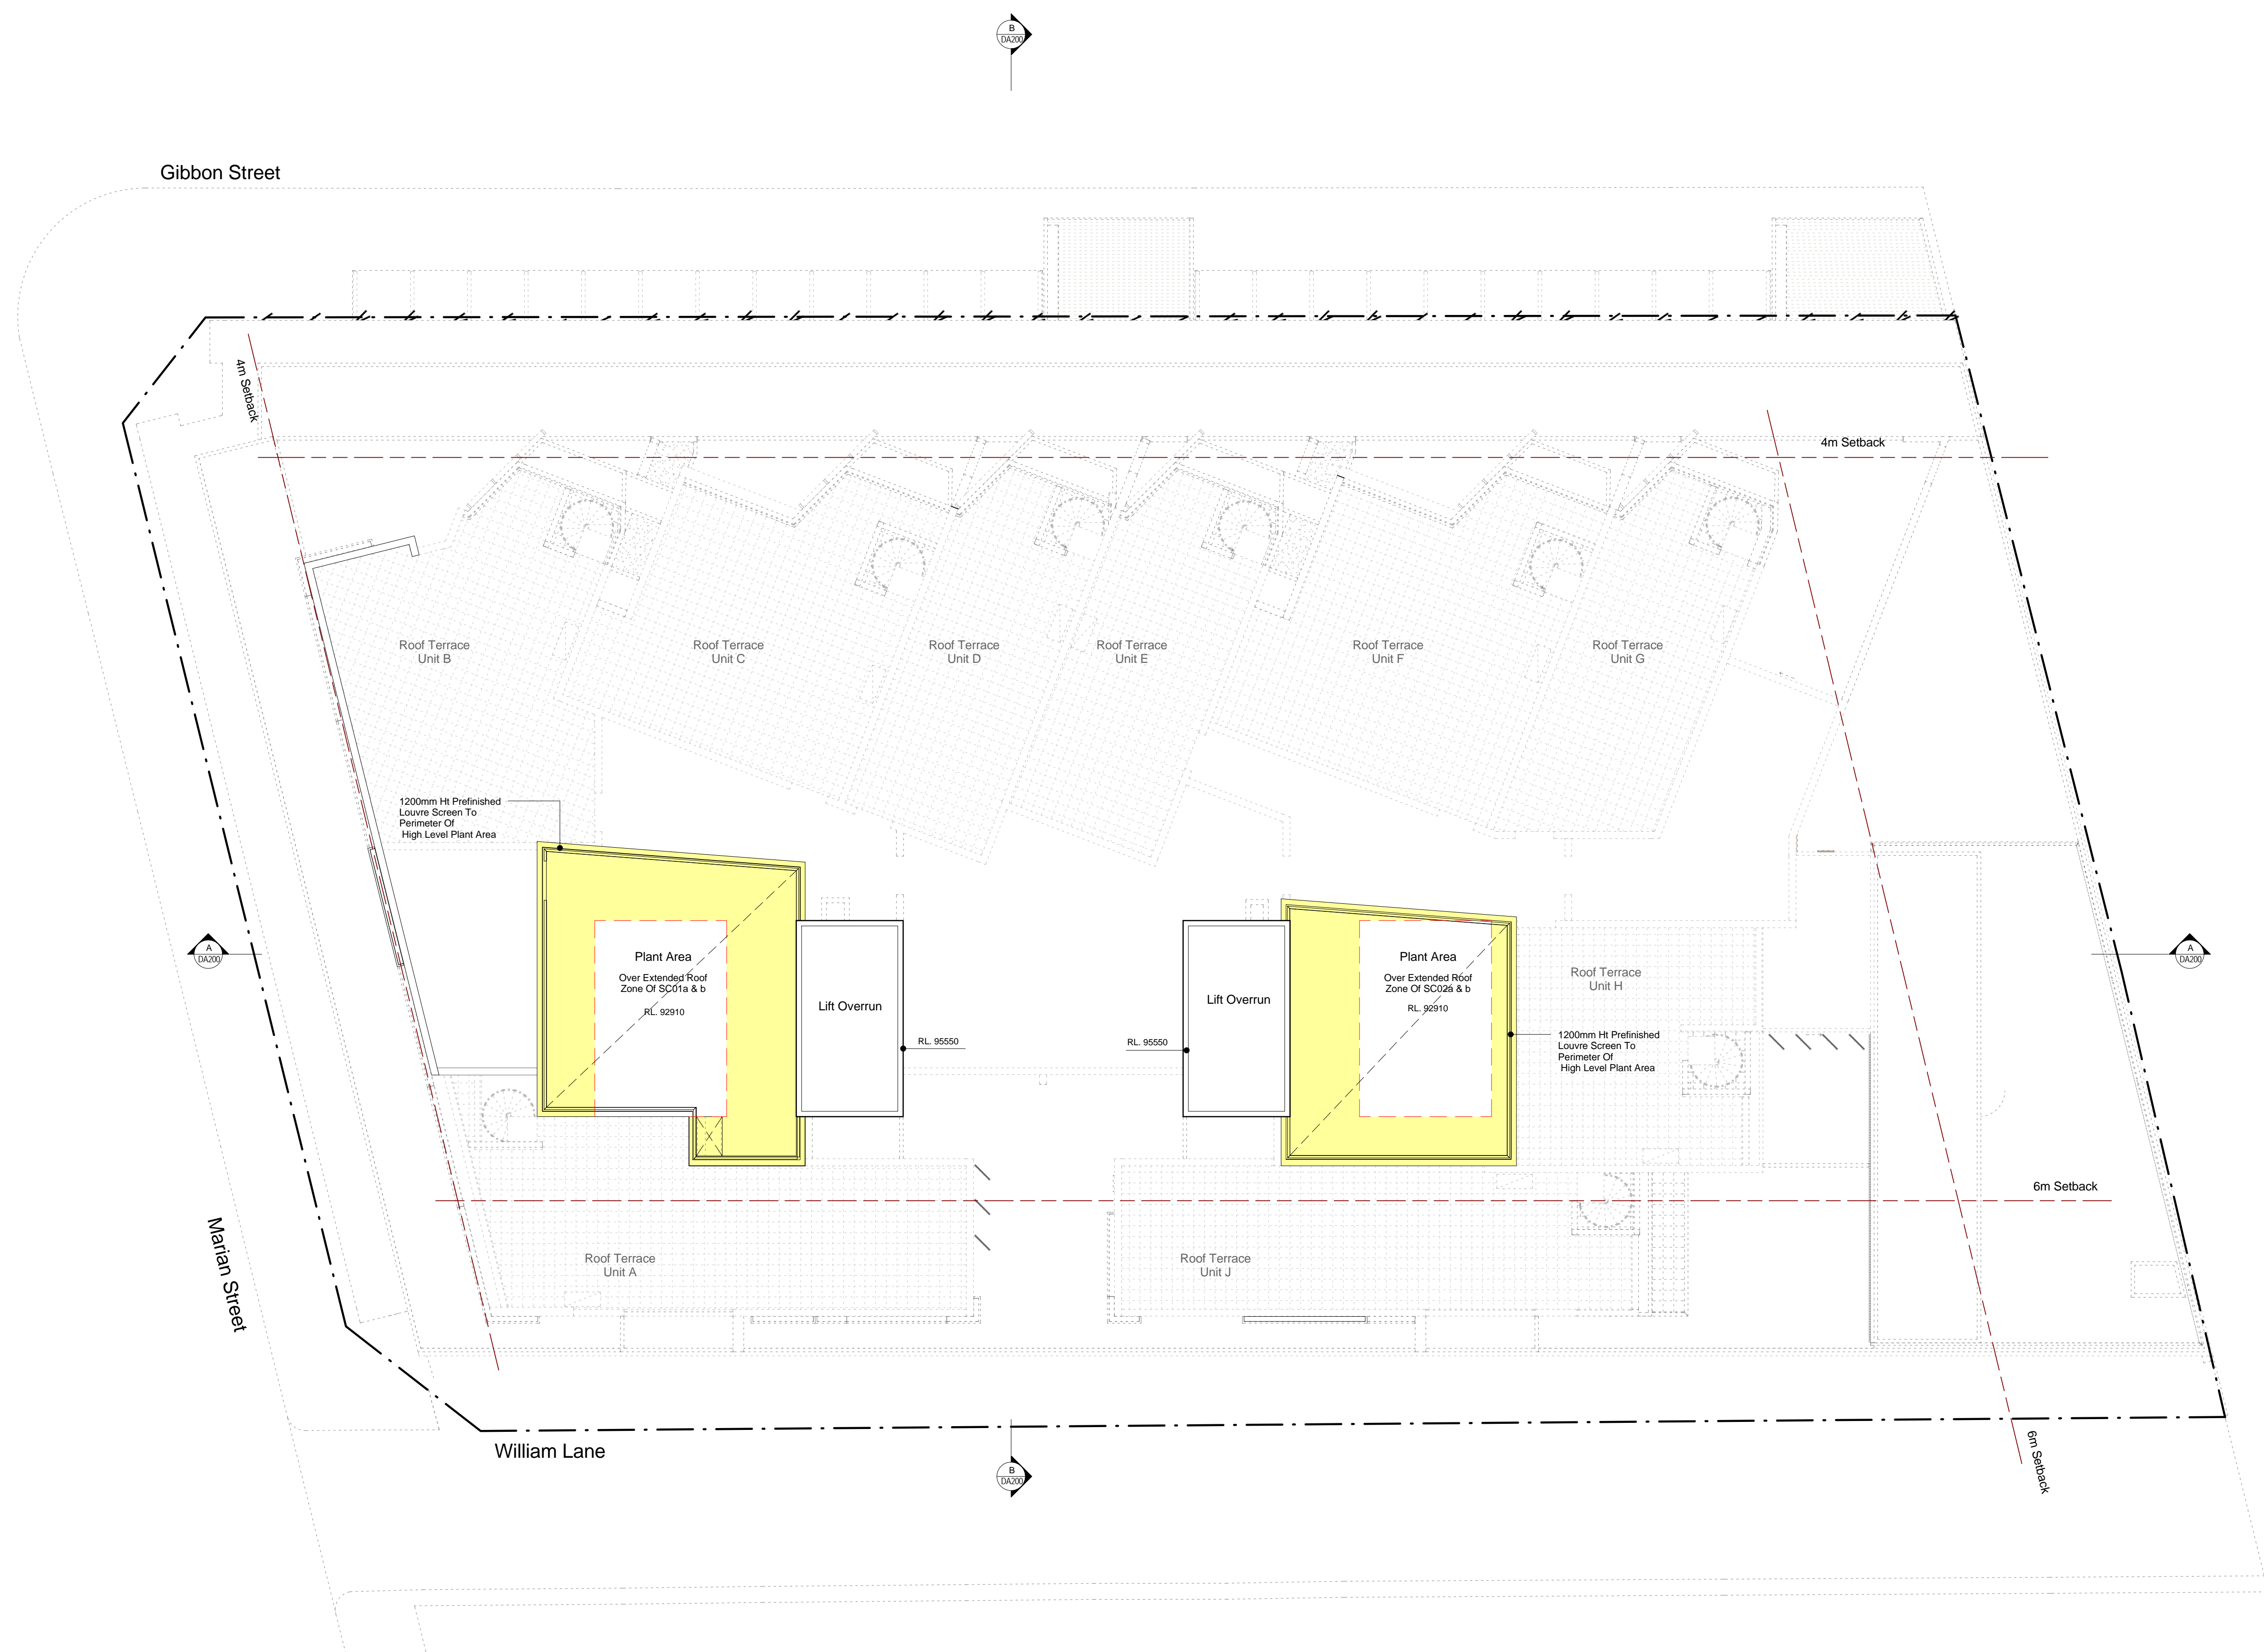 B
DA200
Gibbon Street
4m Setback
4m Setback
Roof Terrace
Unit B
Roof Terrace
Unit C
Roof Terrace
Unit D
Roof Terrace
Unit E
Roof Terrace
Unit F
Roof Terrace
Unit G
1200mm Ht Prefinished
Louvre Screen To
Perimeter Of
High Level Plant Area
A
DA200
Plant Area
Over Extended Roof
Zone Of SC01a & b
RL. 92910
Lift Overrun
RL. 95550
RL. 95550
Lift Overrun
Plant Area
Over Extended Roof
Zone Of SC02a & b
RL. 92910
Roof Terrace
Unit H
1200mm Ht Prefinished
Louvre Screen To
Perimeter Of
High Level Plant Area
A
DA200
6m Setback
Marian Street
Roof Terrace
Unit A
Roof Terrace
Unit J
William Lane
B
DA200
6m Setback